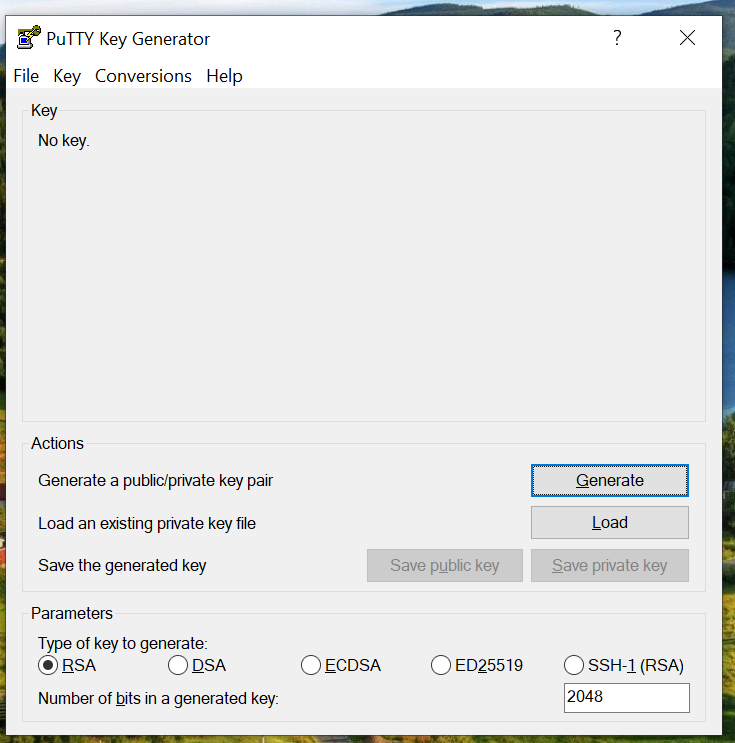 PuTTY Key Generator ?
File Key Conversions Help
Key
No key.
Actions
Generate a public/private key pair Generate
Load an existing private key file Load
Save the generated key Save public key Save private key
Parameters
Type of key to generate:
RSA DSA ECDSA ED25519 SSH-1 (RSA)
Number of bits in a generated key: 2048